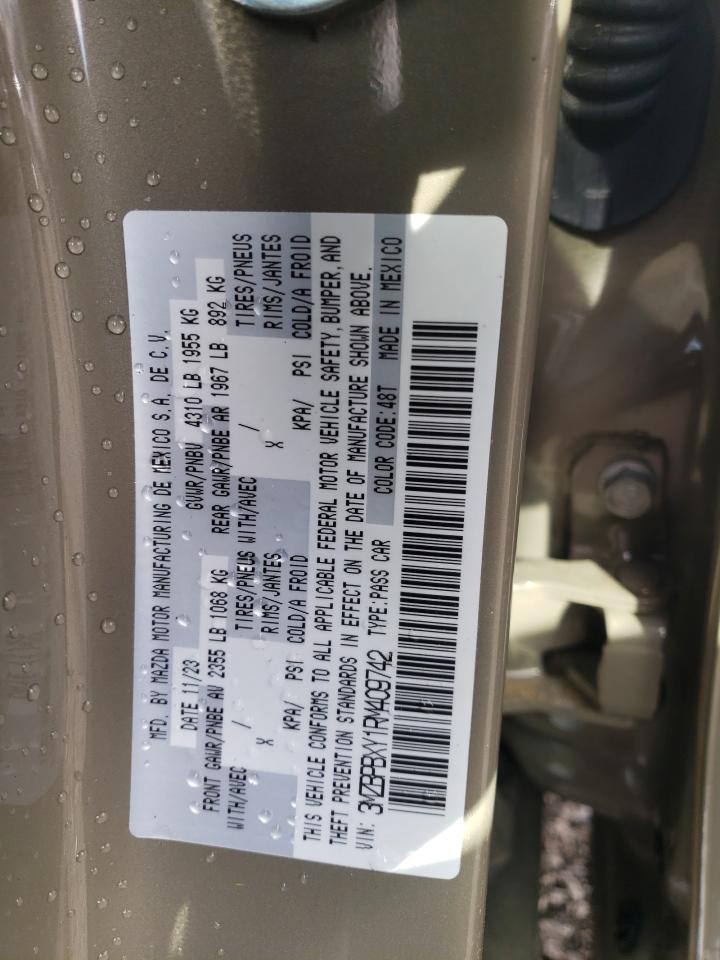 MFD. BY MAZDA MOTOR MANUFACTURING DE MEXICO S.A. DE C.V.
DATE 11/23 GVWR/PNBV 4310 LB 1955 KG
FRONT GAWR/PNBE AV 2355 LB 1068 KG REAR GAWR/PNBE AR 1967 LB 892 KG
WITH/AVEC / TIRES/PNEUS WITH/AVEC / TIRES/PNEUS
X RIMS/JANTES X RIMS/JANTES
KPA/ PSI COLD/A FROID KPA/ PSI COLD/A FROID
THIS VEHICLE CONFORMS TO ALL APPLICABLE FEDERAL MOTOR VEHICLE SAFETY, BUMPER, AND
THEFT PREVENTION STANDARDS IN EFFECT ON THE DATE OF MANUFACTURE SHOWN ABOVE.
VIN: 3MZBPBXY1RM409742 TYPE:PASS CAR COLOR CODE:48T MADE IN MEXICO